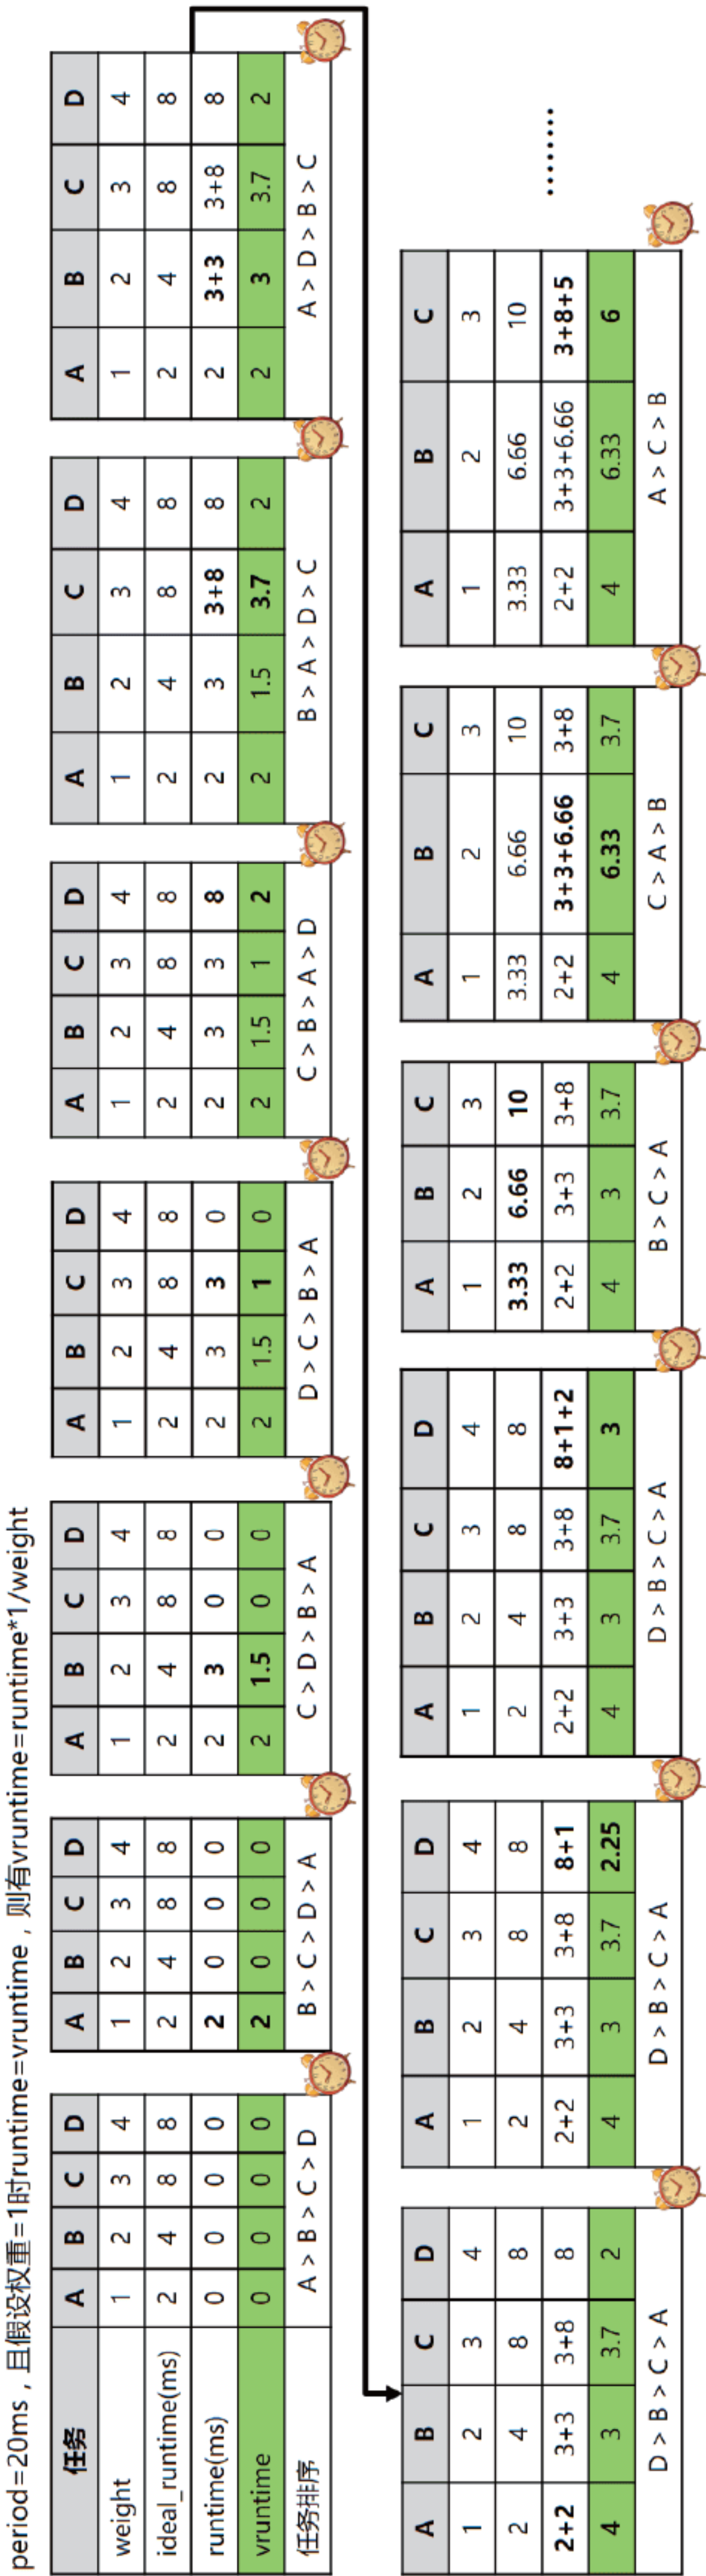 period=20ms，且假设权重=1时runtime=vruntime，则有vruntime=runtime*1/weight
任务 A B C D A B C D A B C D A B C D A B C D A B C D A B C D
weight 1 2 3 4 1 2 3 4 1 2 3 4 1 2 3 4 1 2 3 4 1 2 3 4 1 2 3 4
ideal_runtime(ms) 2 4 8 8 2 4 8 8 2 4 8 8 2 4 8 8 2 4 8 8 2 4 8 8 2 4 8 8
runtime(ms) 0 0 0 0 2 0 0 0 2 3 0 0 2 3 3 0 2 3 3 8 2 3 3+8 8 2 3+3 3+8 8
vruntime 0 0 0 0 2 0 0 0 2 1.5 0 0 2 1.5 1 0 2 1.5 1 2 2 1.5 3.7 2 2 3 3.7 2
任务排序 A > B > C > D B > C > D > A C > D > B > A D > C > B > A C > B > A > D B > A > D > C A > D > B > C
A B C D A B C D A B C D A B C A B C A B C
1 2 3 4 1 2 3 4 1 2 3 4 1 2 3 1 2 3 1 2 3
2 4 8 8 2 4 8 8 2 4 8 8 3.33 6.66 10 3.33 6.66 10 3.33 6.66 10
2+2 3+3 3+8 8 2+2 3+3 3+8 8+1 2+2 3+3 3+8 8+1+2 2+2 3+3 3+8 2+2 3+3+6.66 3+8 2+2 3+3+6.66 3+8+5
4 3 3.7 2 4 3 3.7 2.25 4 3 3.7 3 4 3 3.7 4 6.33 3.7 4 6.33 6
D > B > C > A D > B > C > A D > B > C > A B > C > A C > A > B A > C > B
........